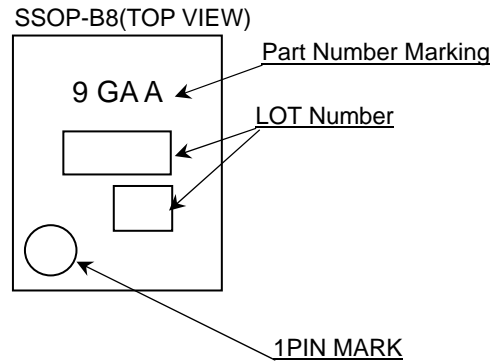 SSOP-B8(TOP VIEW)
Part Number Marking
9 GA A
LOT Number
1PIN MARK